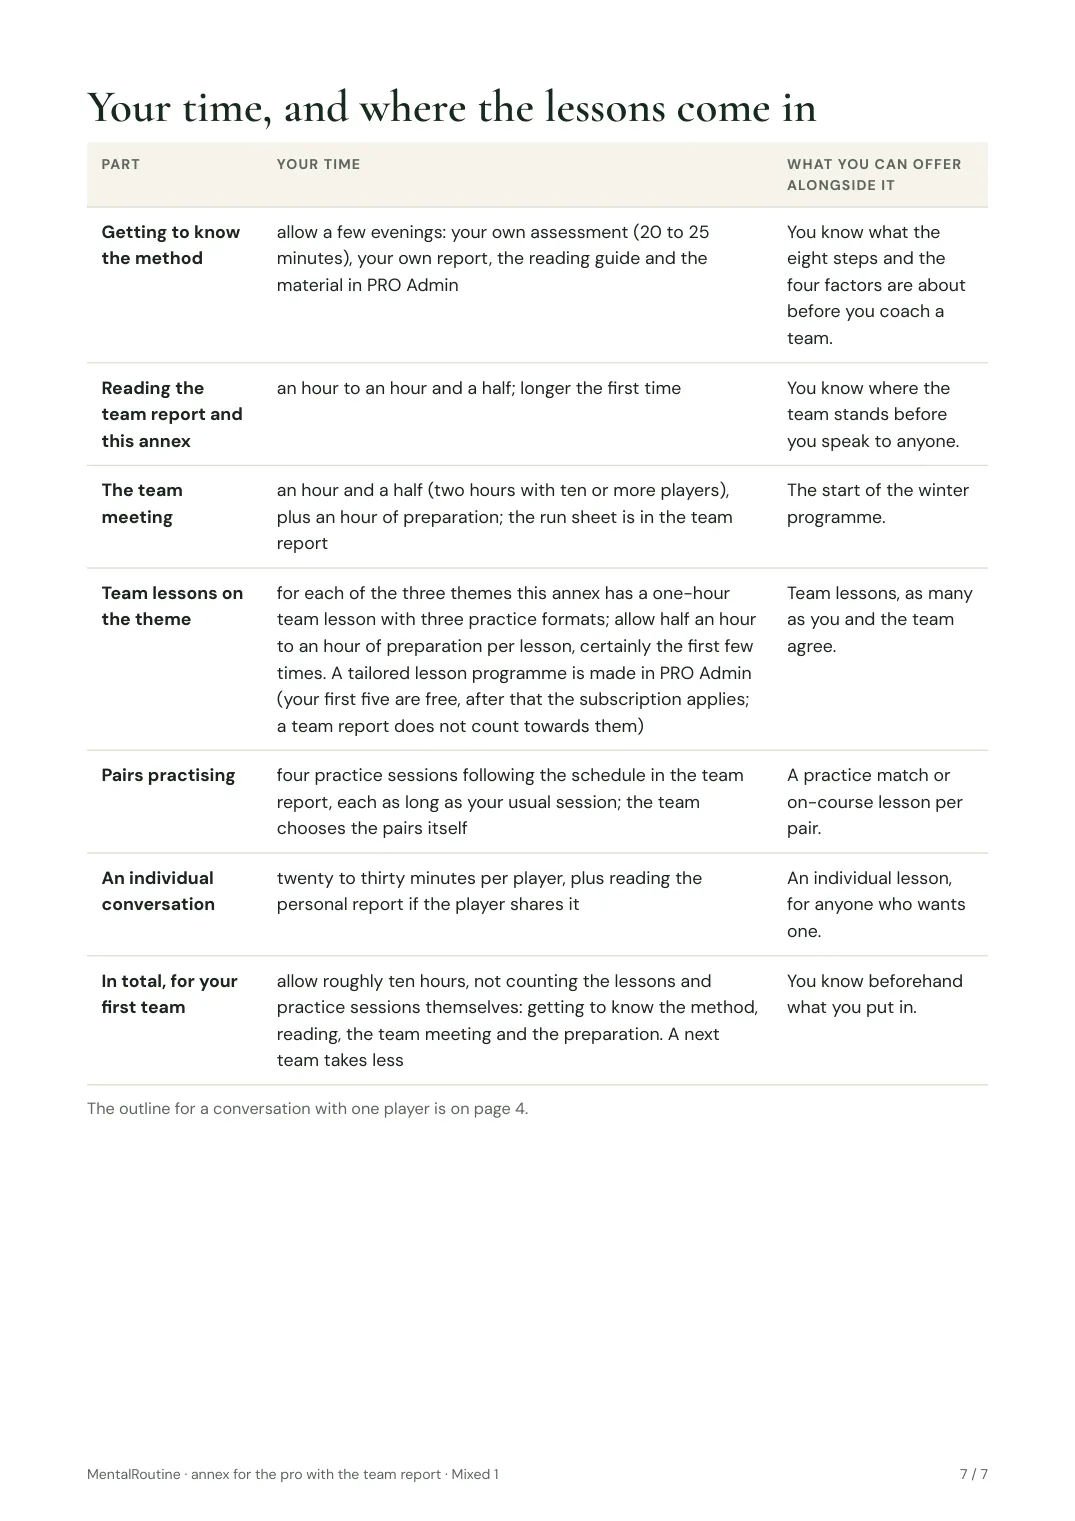 Your time, and where the lessons come in
PART
YOUR TIME
WHAT YOU CAN OFFER
ALONGSIDE IT
Getting to know
the method
allow a few evenings: your own assessment (20 to 25
minutes), your own report, the reading guide and the
material in PRO Admin
You know what the
eight steps and the
four factors are about
before you coach a
team.
Reading the
team report and
this annex
an hour to an hour and a half; longer the first time
You know where the
team stands before
you speak to anyone.
The team
meeting
an hour and a half (two hours with ten or more players),
plus an hour of preparation; the run sheet is in the team
report
The start of the winter
programme.
Team lessons on
the theme
for each of the three themes this annex has a one-hour
team lesson with three practice formats; allow half an hour
to an hour of preparation per lesson, certainly the first few
times. A tailored lesson programme is made in PRO Admin
(your first five are free, after that the subscription applies;
a team report does not count towards them)
Team lessons, as many
as you and the team
agree.
Pairs practising
four practice sessions following the schedule in the team
report, each as long as your usual session; the team
chooses the pairs itself
A practice match or
on-course lesson per
pair.
An individual
conversation
twenty to thirty minutes per player, plus reading the
personal report if the player shares it
An individual lesson,
for anyone who wants
one.
In total, for your
first team
allow roughly ten hours, not counting the lessons and
practice sessions themselves: getting to know the method,
reading, the team meeting and the preparation. A next
team takes less
You know beforehand
what you put in.
The outline for a conversation with one player is on page 4.
MentalRoutine · annex for the pro with the team report · Mixed 1
7 / 7